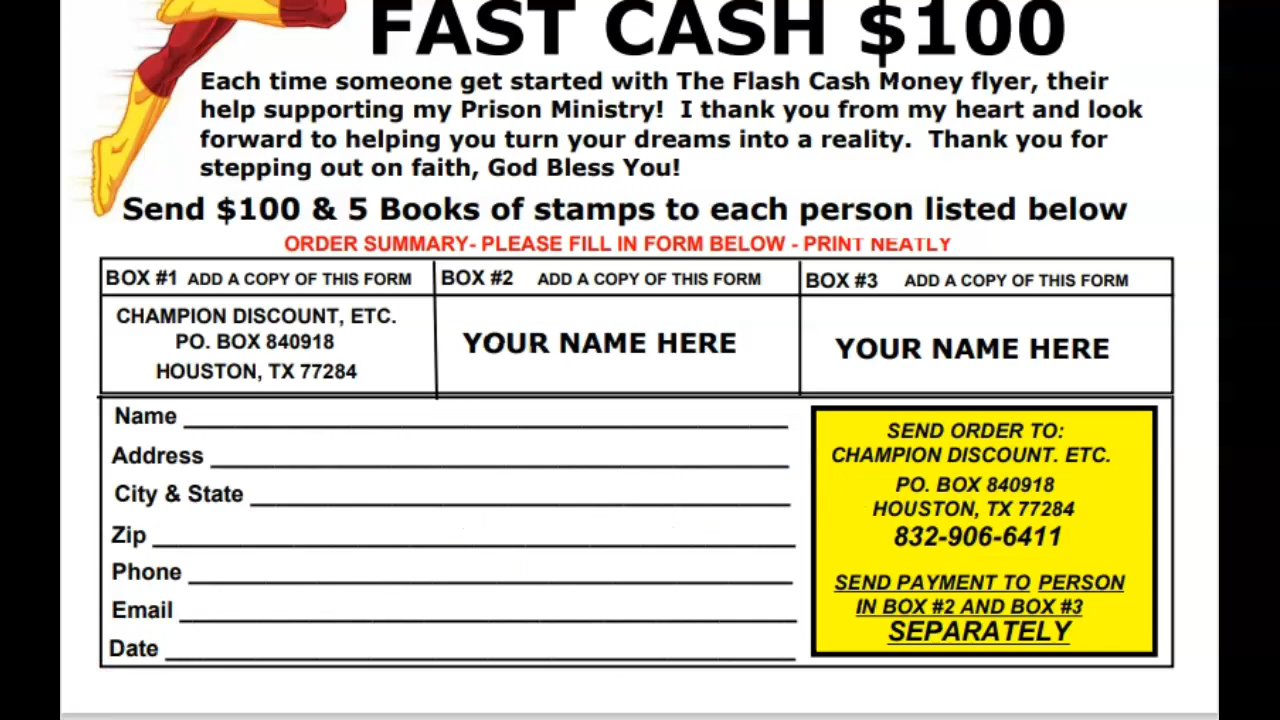 FAST CASH $100
Each time someone get started with The Flash Cash Money flyer, their
help supporting my Prison Ministry! I thank you from my heart and look
forward to helping you turn your dreams into a reality. Thank you for
stepping out on faith, God Bless You!
Send $100 & 5 Books of stamps to each person listed below
ORDER SUMMARY- PLEASE FILL IN FORM BELOW - PRINT NEATLY
BOX #1 ADD A COPY OF THIS FORM
CHAMPION DISCOUNT, ETC.
PO. BOX 840918
HOUSTON, TX 77284
BOX #2 ADD A COPY OF THIS FORM
YOUR NAME HERE
BOX #3 ADD A COPY OF THIS FORM
YOUR NAME HERE
Name
Address
City & State
Zip
Phone
Email
Date
SEND ORDER TO:
CHAMPION DISCOUNT. ETC.
PO. BOX 840918
HOUSTON, TX 77284
832-906-6411
SEND PAYMENT TO PERSON
IN BOX #2 AND BOX #3
SEPARATELY